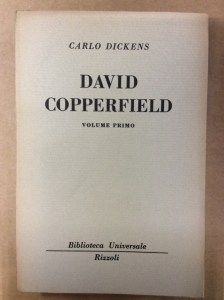 CARLO DICKENS
DAVID
COPPERFIELD
VOLUME PRIMO
Biblioteca Universale
Rizzoli